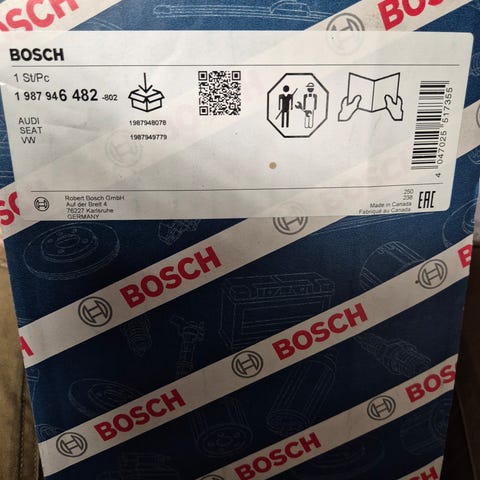 BOSCH
BOSCH
1 St/Pc
1 987 946 482 -802
AUDI
SEAT
VW
1987948078
1987949779
4 047025 517355
Robert Bosch GmbH
Auf der Breit 4
76227 Karlsruhe
GERMANY
250
238
Made in Canada
Fabriqué au Canada
EAC
SCH
BOSCH
BOSCH
BOSCH
BOSCH
BOSCH